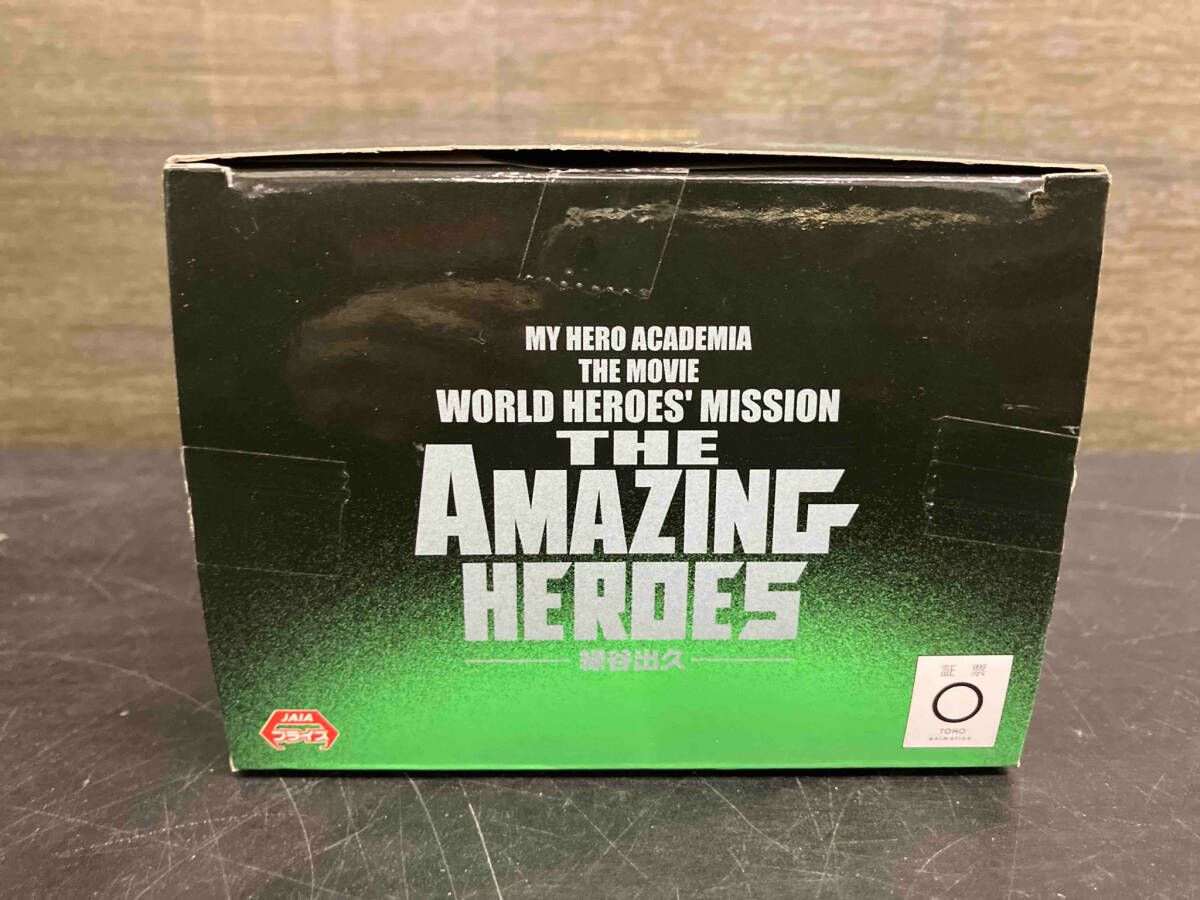 MY HERO ACADEMIA
THE MOVIE
WORLD HEROES' MISSION
THE
AMAZING
HEROES
緑谷出久
JAIA
プライズ
証票
TOHO
animation